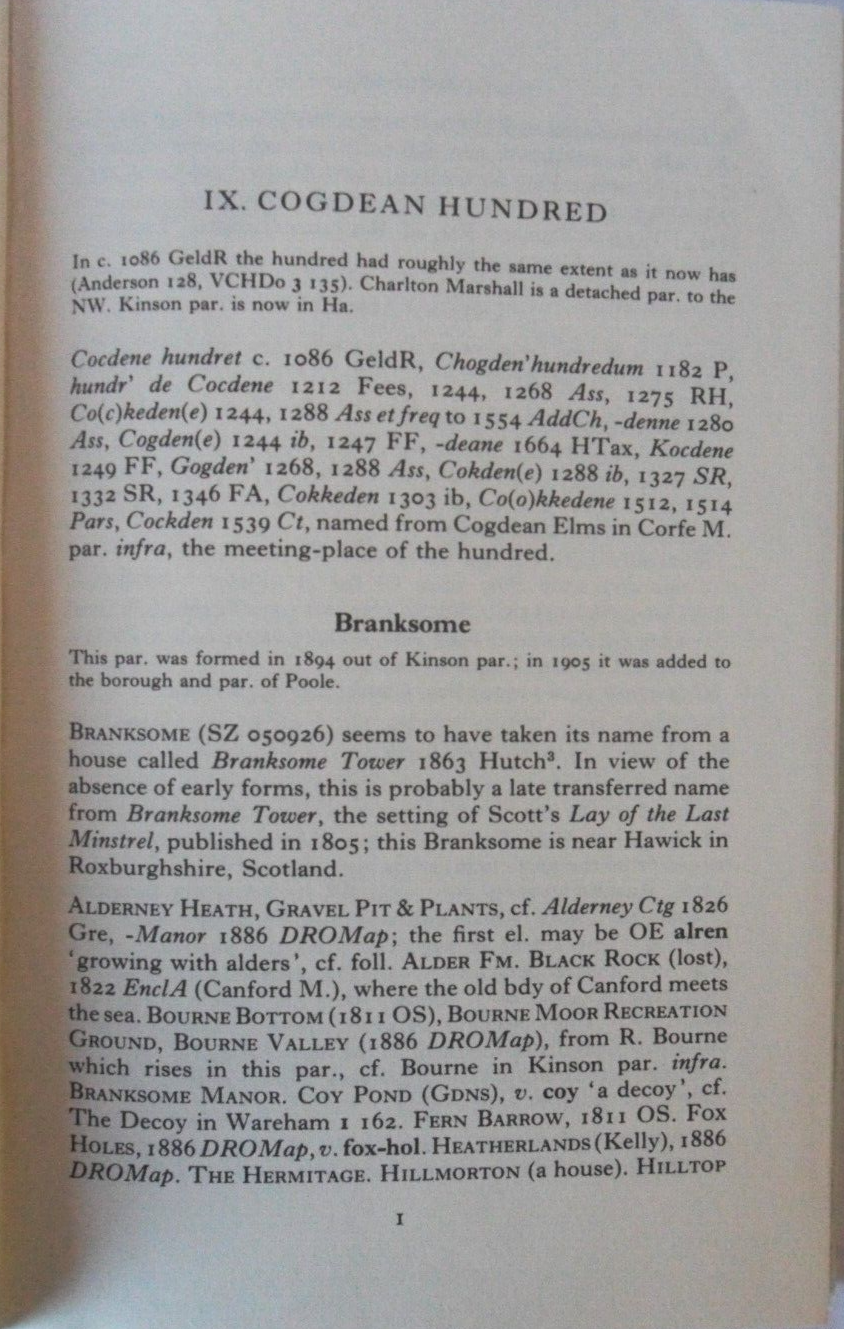 IX. COGDEAN HUNDRED
In c. 1086 GeldR the hundred had roughly the same extent as it now has
(Anderson 128, VCHDo 3 135). Charlton Marshall is a detached par. to the
NW. Kinson par. is now in Ha.
Cocdene hundret c. 1086 GeldR, Chogden'hundredum 1182 P,
hundr' de Cocdene 1212 Fees, 1244, 1268 Ass, 1275 RH,
Co(c)keden(e) 1244, 1288 Ass et freq to 1554 AddCh, -denne 1280
Ass, Cogden(e) 1244 ib, 1247 FF, -deane 1664 HTax, Kocdene
1249 FF, Gogden' 1268, 1288 Ass, Cokden(e) 1288 ib, 1327 SR,
1332 SR, 1346 FA, Cokkeden 1303 ib, Co(o)kkedene 1512, 1514
Pars, Cockden 1539 Ct, named from Cogdean Elms in Corfe M.
par. infra, the meeting-place of the hundred.
Branksome
This par. was formed in 1894 out of Kinson par.; in 1905 it was added to
the borough and par. of Poole.
BRANKSOME (SZ 050926) seems to have taken its name from a
house called Branksome Tower 1863 Hutch³. In view of the
absence of early forms, this is probably a late transferred name
from Branksome Tower, the setting of Scott's Lay of the Last
Minstrel, published in 1805; this Branksome is near Hawick in
Roxburghshire, Scotland.
ALDERNEY HEATH, GRAVEL PIT & PLANTS, cf. Alderney Ctg 1826
Gre, -Manor 1886 DROMap; the first el. may be OE alren
'growing with alders', cf. foll. ALDER FM. BLACK ROCK (lost),
1822 EnclA (Canford M.), where the old bdy of Canford meets
the sea. BOURNE BOTTOM (1811 OS), BOURNE MOOR RECREATION
GROUND, BOURNE VALLEY (1886 DROMap), from R. Bourne
which rises in this par., cf. Bourne in Kinson par. infra.
BRANKSOME MANOR. COY POND (GDNS), v. coy 'a decoy', cf.
The Decoy in Wareham 1 162. FERN BARROW, 1811 OS. FOX
HOLES, 1886 DROMap, v. fox-hol. HEATHERLANDS (Kelly), 1886
DROMap. THE HERMITAGE. HILLMORTON (a house). HILLTOP
1